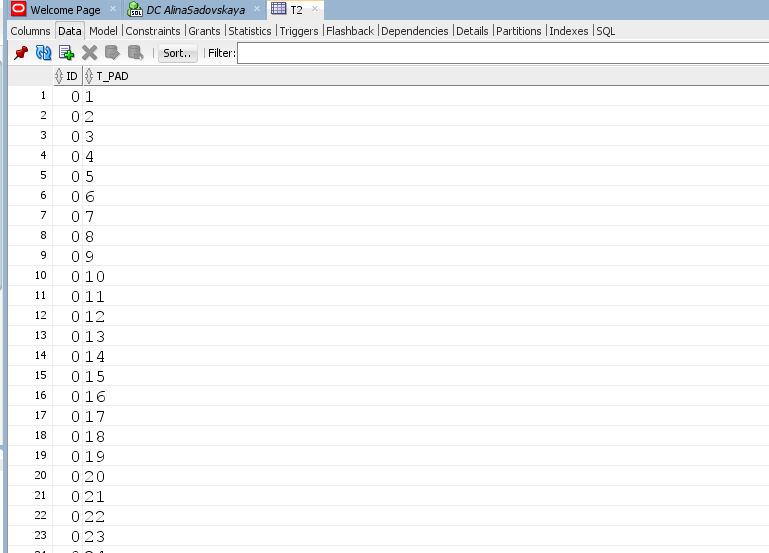 Welcome Page × DC AlinaSadovskaya × T2 ×
Columns Data Model Constraints Grants Statistics Triggers Flashback Dependencies Details Partitions Indexes SQL
Sort.. Filter:
ID T_PAD
1 0 1
2 0 2
3 0 3
4 0 4
5 0 5
6 0 6
7 0 7
8 0 8
9 0 9
10 0 10
11 0 11
12 0 12
13 0 13
14 0 14
15 0 15
16 0 16
17 0 17
18 0 18
19 0 19
20 0 20
21 0 21
22 0 22
23 0 23